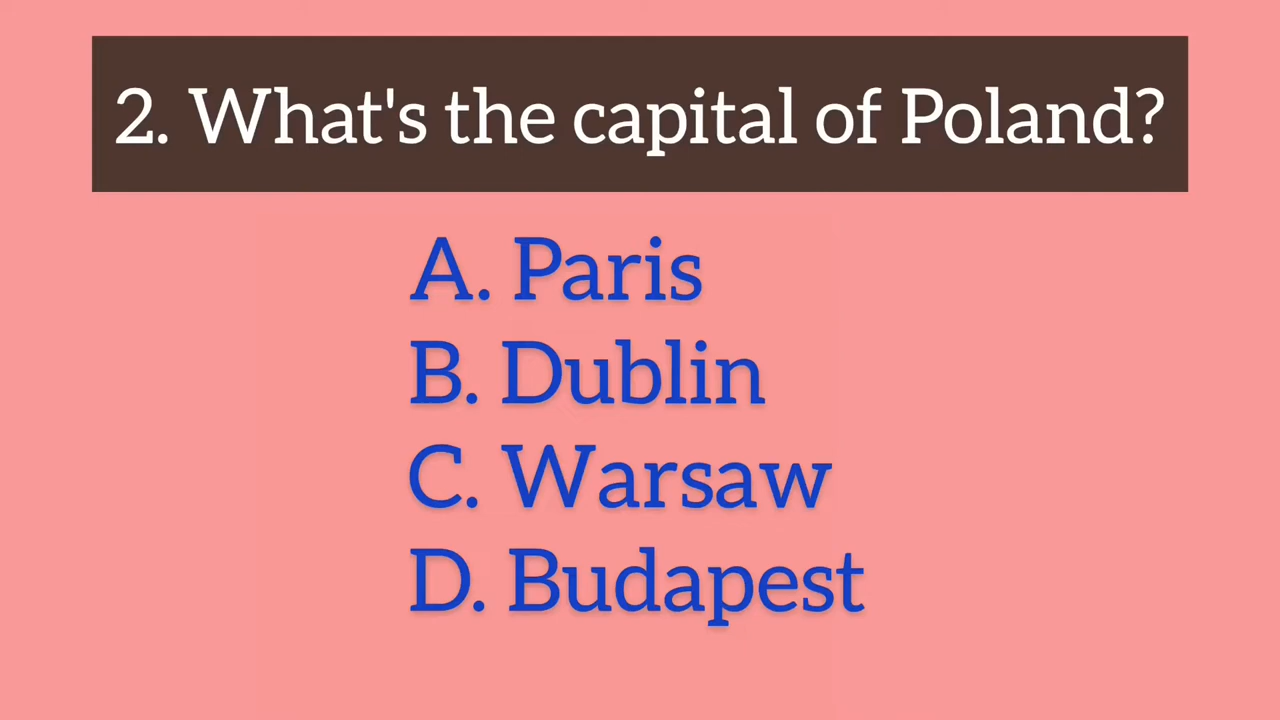 2. What's the capital of Poland?
A. Paris
B. Dublin
C. Warsaw
D. Budapest